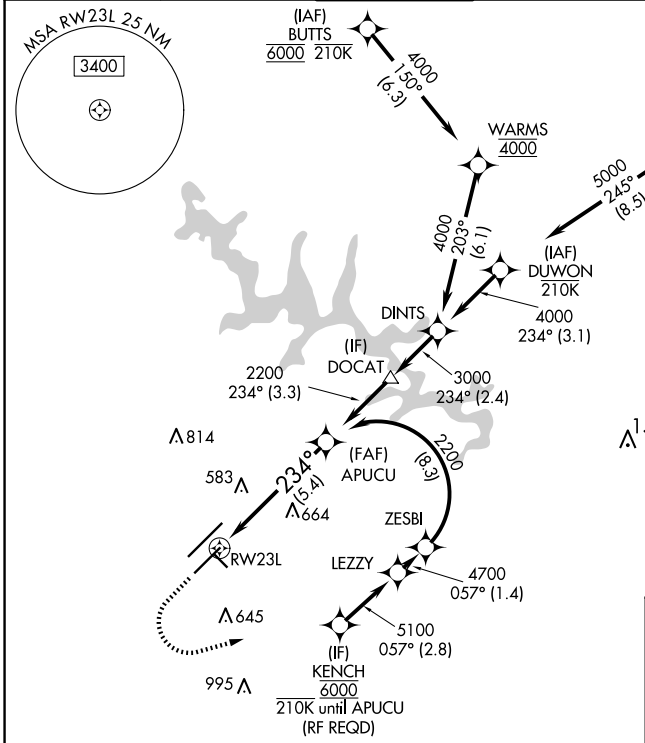 MSA RW23L 25 NM
3400
(IAF)
BUTTS
6000 210K
4000
150°
(6.3)
WARMS
4000
5000
245°
(8.5)
4000
203°
(6.1)
(IAF)
DUWON
210K
DINTS
4000
234° (3.1)
(IF)
DOCAT
2200
234° (3.3)
3000
234° (2.4)
814
(FAF)
APUCU
2200
(8.3)
583
234°
(5.4)
664
ZESBI
RW23L
LEZZY
4700
057° (1.4)
645
5100
057° (2.8)
(IF)
KENCH
6000
210K until APUCU
(RF REQD)
995